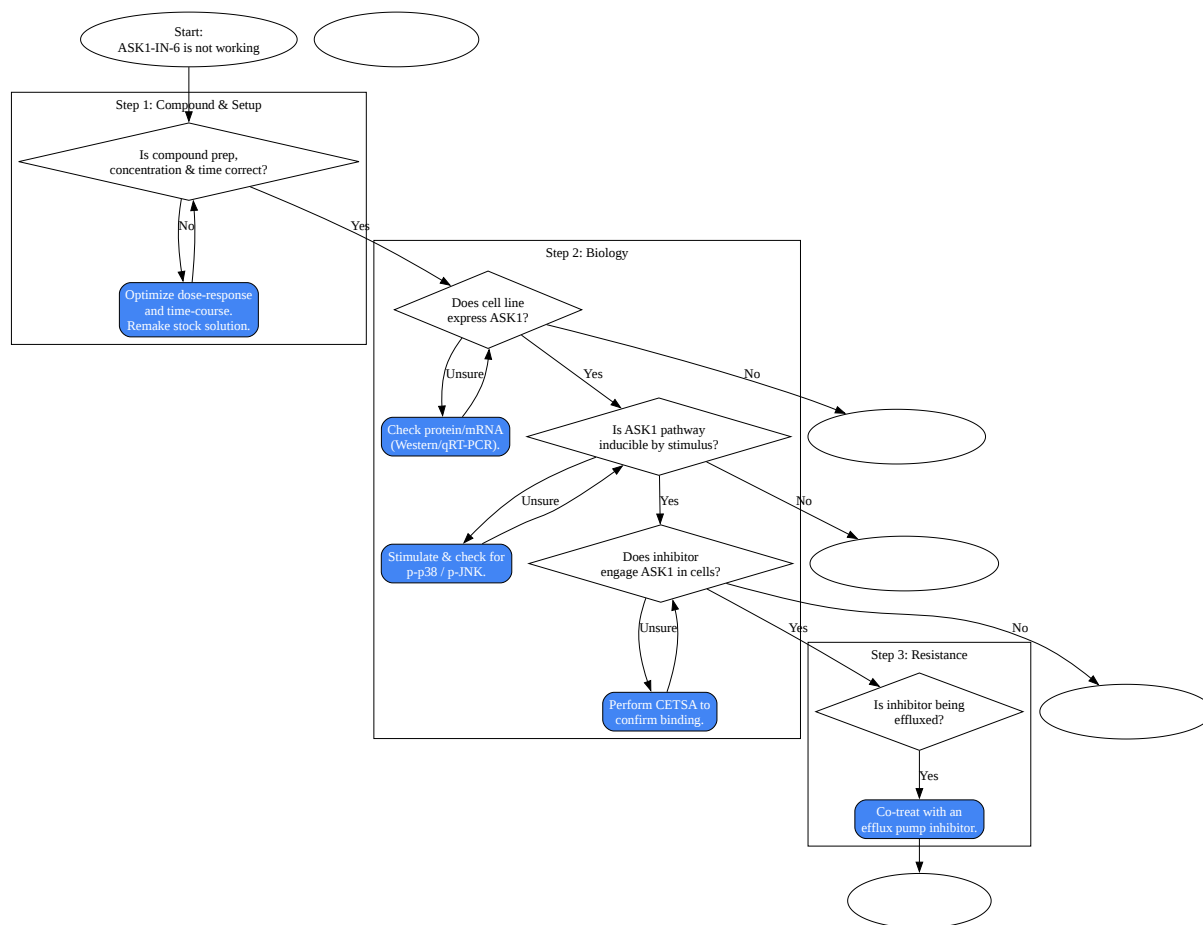 Start:
ASK1-IN-6 is not working
Step 1: Compound & Setup
Is compound prep,
concentration & time correct?
No
Yes
Optimize dose-response
and time-course.
Remake stock solution.
Step 2: Biology
Does cell line
express ASK1?
Unsure
Yes
No
Check protein/mRNA
(Western/qRT-PCR).
Is ASK1 pathway
inducible by stimulus?
Unsure
Yes
No
Stimulate & check for
p-p38 / p-JNK.
Does inhibitor
engage ASK1 in cells?
Unsure
Yes
No
Perform CETSA to
confirm binding.
Step 3: Resistance
Is inhibitor being
effluxed?
Yes
Co-treat with an
efflux pump inhibitor.